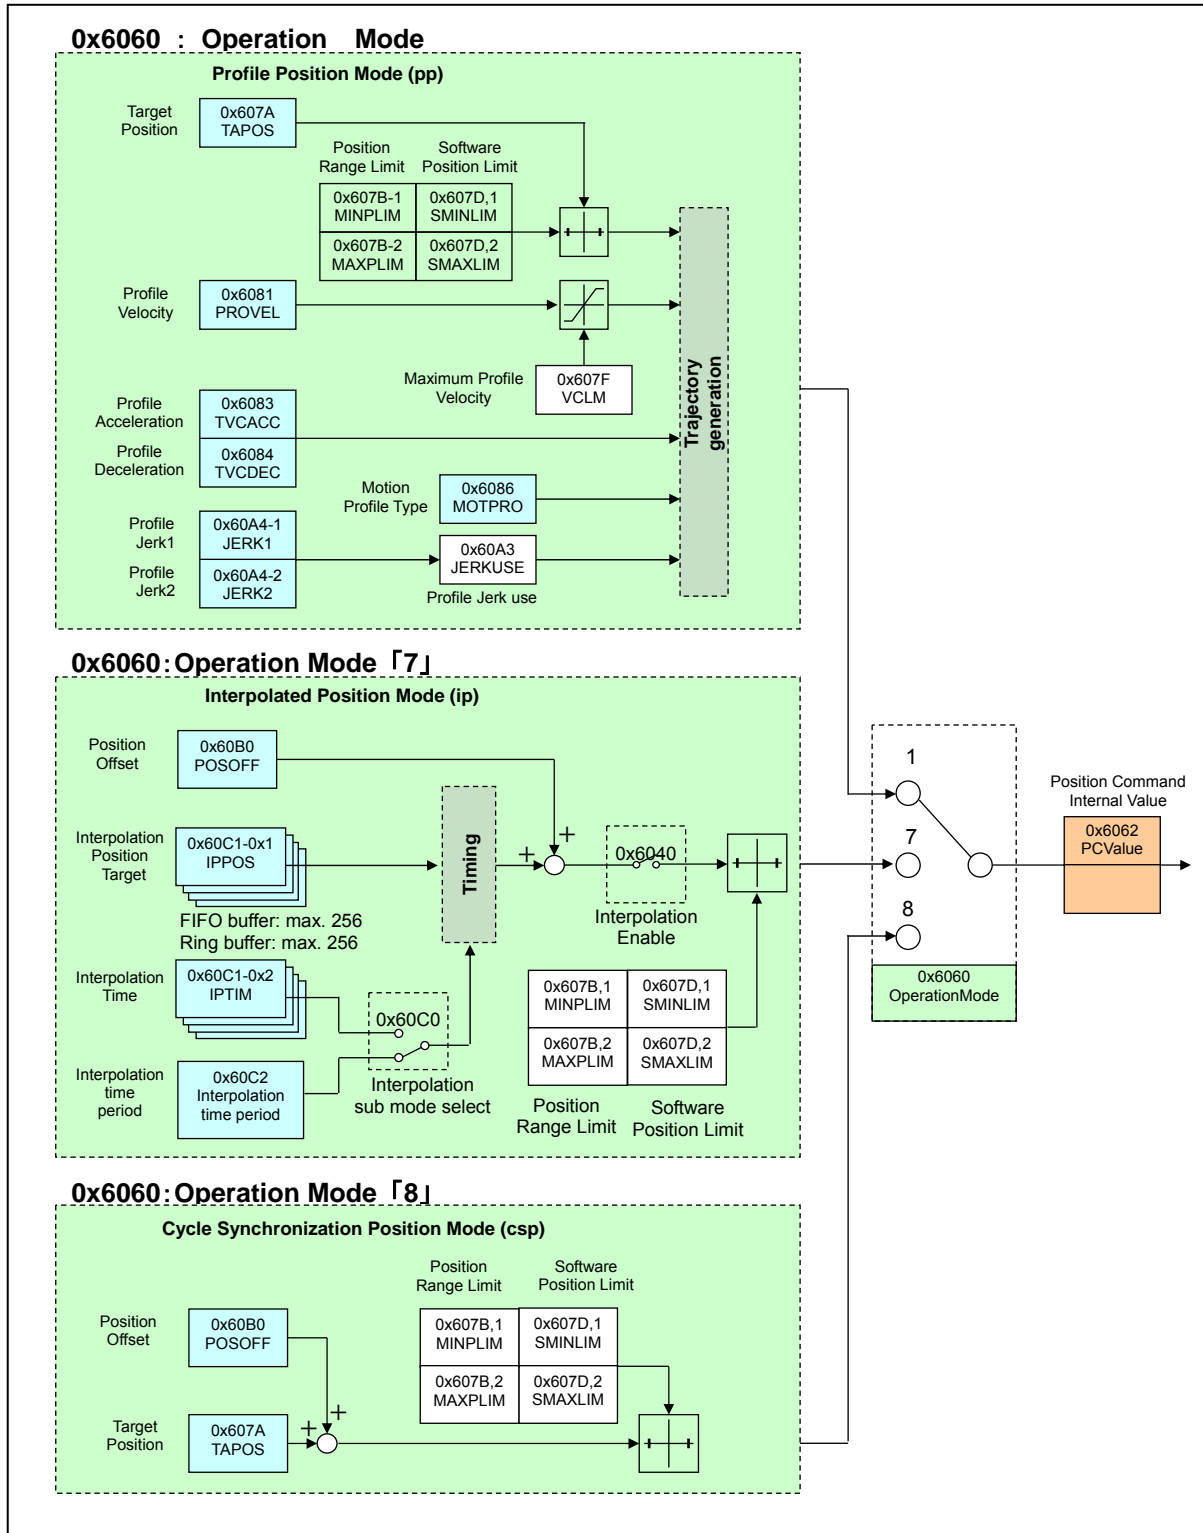 0x6060 : Operation Mode
Profile Position Mode (pp)
Target
Position
0x607A
TAPOS
Position
Range Limit
Software
Position Limit
0x607B-1
MINPLIM
0x607D,1
SMINLIM
0x607B-2
MAXPLIM
0x607D,2
SMAXLIM
Profile
Velocity
0x6081
PROVEL
Maximum Profile
Velocity
0x607F
VCLM
Trajectory
generation
Profile
Acceleration
0x6083
TVCACC
Profile
Deceleration
0x6084
TVCDEC
Motion
Profile Type
0x6086
MOTPRO
Profile
Jerk1
0x60A4-1
JERK1
0x60A3
JERKUSE
Profile
Jerk2
0x60A4-2
JERK2
Profile Jerk use
0x6060:Operation Mode「7」
Interpolated Position Mode (ip)
Position
Offset
0x60B0
POSOFF
Interpolation
Position
Target
0x60C1-0x1
IPPOS
FIFO buffer: max. 256
Ring buffer: max. 256
Timing
+
+
0x6040
Interpolation
Enable
Interpolation
Time
0x60C1-0x2
IPTIM
0x60C0
Interpolation
sub mode select
Interpolation
time
period
0x60C2
Interpolation
time period
0x607B,1
MINPLIM
0x607D,1
SMINLIM
0x607B,2
MAXPLIM
0x607D,2
SMAXLIM
Position
Range Limit
Software
Position Limit
1
7
8
0x6060
OperationMode
Position Command
Internal Value
0x6062
PCValue
0x6060:Operation Mode「8」
Cycle Synchronization Position Mode (csp)
Position
Range Limit
Software
Position Limit
Position
Offset
0x60B0
POSOFF
0x607B,1
MINPLIM
0x607D,1
SMINLIM
0x607B,2
MAXPLIM
0x607D,2
SMAXLIM
Target
Position
0x607A
TAPOS
+
+